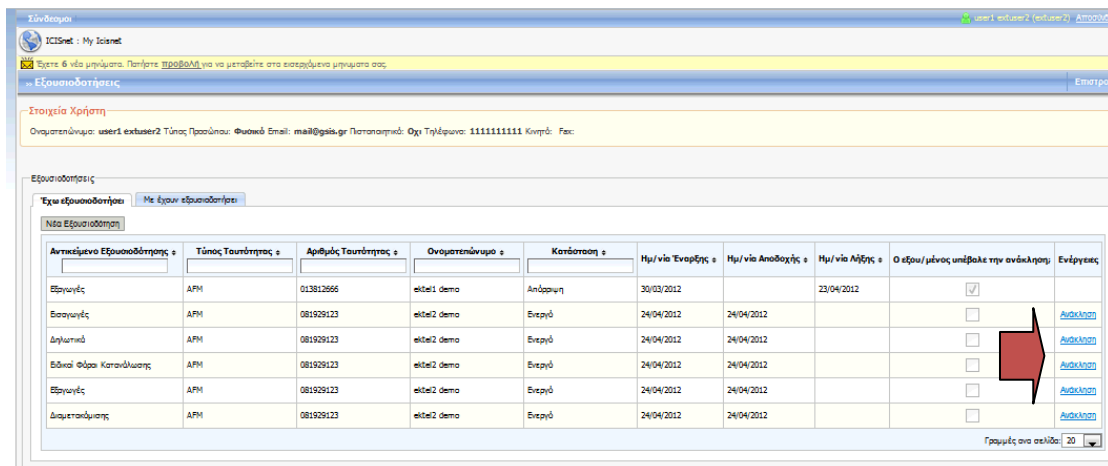 Σύνδεσμοι user1 extuser2 (extuser2)
ICISnet : My Icisnet
Έχετε 6 νέα μηνύματα. Πατήστε προβολή για να μεταβείτε στα εισερχόμενα μηνυματα σας.
» Εξουσιοδοτήσεις
Στοιχεία Χρήστη
Ονοματεπώνυμο: user1 extuser2 Τύπος Προσώπου: Φυσικό Email: mail@gsis.gr Πιστοποιητικό: Οχι Τηλέφωνο: 1111111111 Κινητό: Fax:
Εξουσιοδοτήσεις
Έχω εξουσιοδοτήσει Με έχουν εξουσιοδοτήσει
Νέα Εξουσιοδότηση
Αντικείμενο Εξουσιοδότησης Τύπος Ταυτότητας Αριθμός Ταυτότητας Ονοματεπώνυμο Κατάσταση Ημ/νία Έναρξης Ημ/νία Αποδοχής Ημ/νία Λήξης Ο εξου/μένος υπέβαλε την ανάκληση; Ενέργειες
Εξαγωγές AFM 013812666 ektel1 demo Απόρριψη 30/03/2012 23/04/2012
Εισαγωγές AFM 081929123 ektel2 demo Ενεργό 24/04/2012 24/04/2012 Ανάκληση
Δηλωτικά AFM 081929123 ektel2 demo Ενεργό 24/04/2012 24/04/2012 Ανάκληση
Ειδικοί Φόροι Κατανάλωσης AFM 081929123 ektel2 demo Ενεργό 24/04/2012 24/04/2012 Ανάκληση
Εξαγωγές AFM 081929123 ektel2 demo Ενεργό 24/04/2012 24/04/2012 Ανάκληση
Διαμετακόμισης AFM 081929123 ektel2 demo Ενεργό 24/04/2012 24/04/2012 Ανάκληση
Γραμμές ανα σελίδα: 20